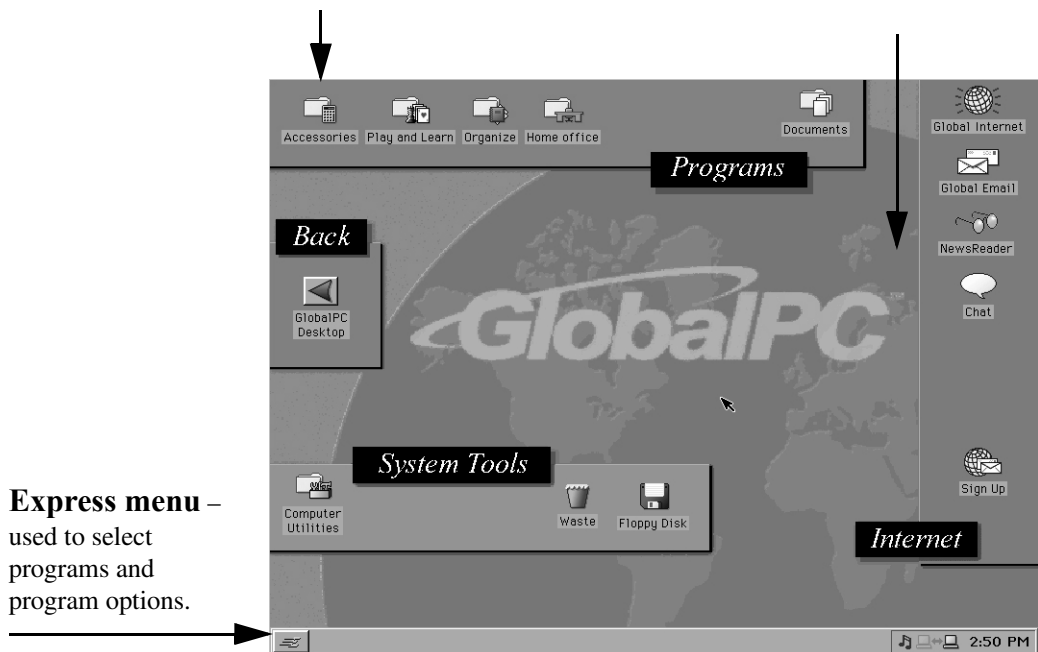 Accessories
Play and Learn
Organize
Home office
Documents
Programs
Global Internet
Global Email
NewsReader
Chat
Back
GlobalPC
Desktop
GlobalPC
System Tools
Computer
Utilities
Waste
Floppy Disk
Sign Up
Internet
Express menu –
used to select
programs and
program options.
2:50 PM